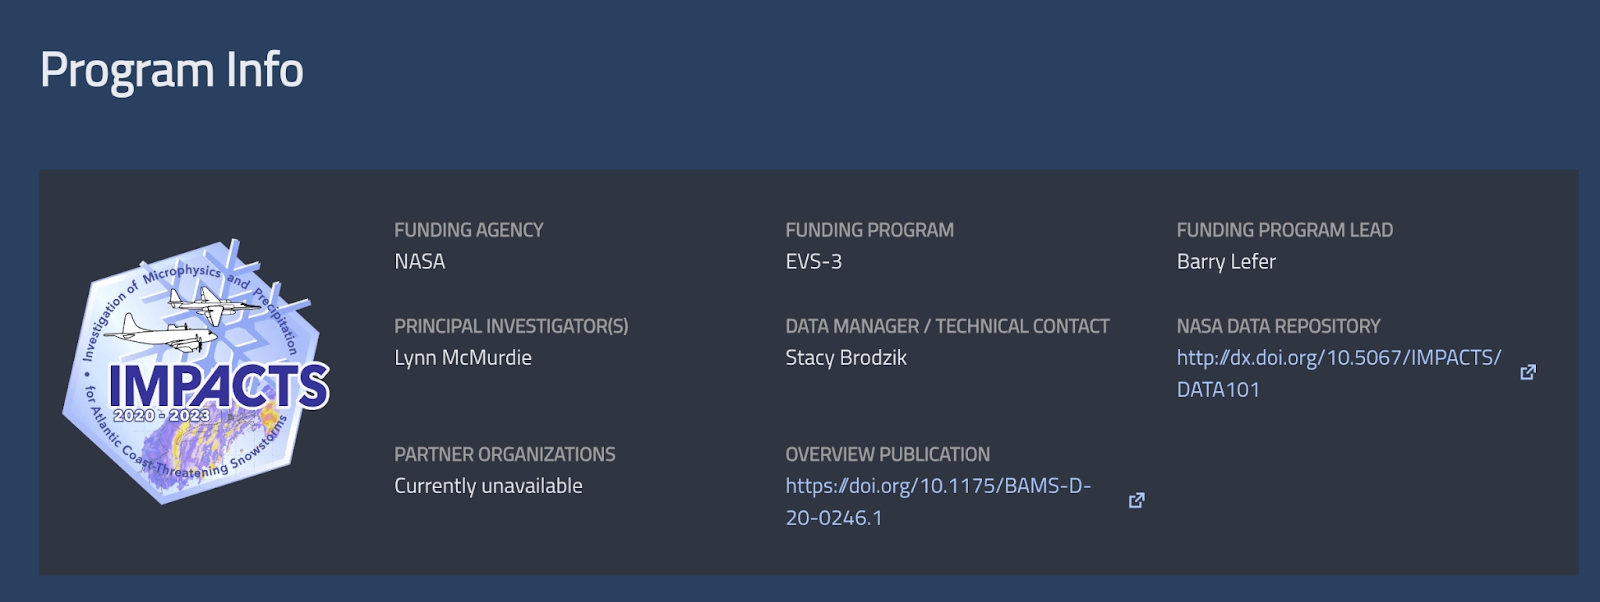 Program Info
Investigation of Microphysics and Precipitation
IMPACTS
2020 - 2023
for Atlantic Coast-Threatening Snowstorms
FUNDING AGENCY
NASA
FUNDING PROGRAM
EVS-3
FUNDING PROGRAM LEAD
Barry Lefer
PRINCIPAL INVESTIGATOR(S)
Lynn McMurdie
DATA MANAGER / TECHNICAL CONTACT
Stacy Brodzik
NASA DATA REPOSITORY
http://dx.doi.org/10.5067/IMPACTS/
DATA101
PARTNER ORGANIZATIONS
Currently unavailable
OVERVIEW PUBLICATION
https://doi.org/10.1175/BAMS-D-
20-0246.1